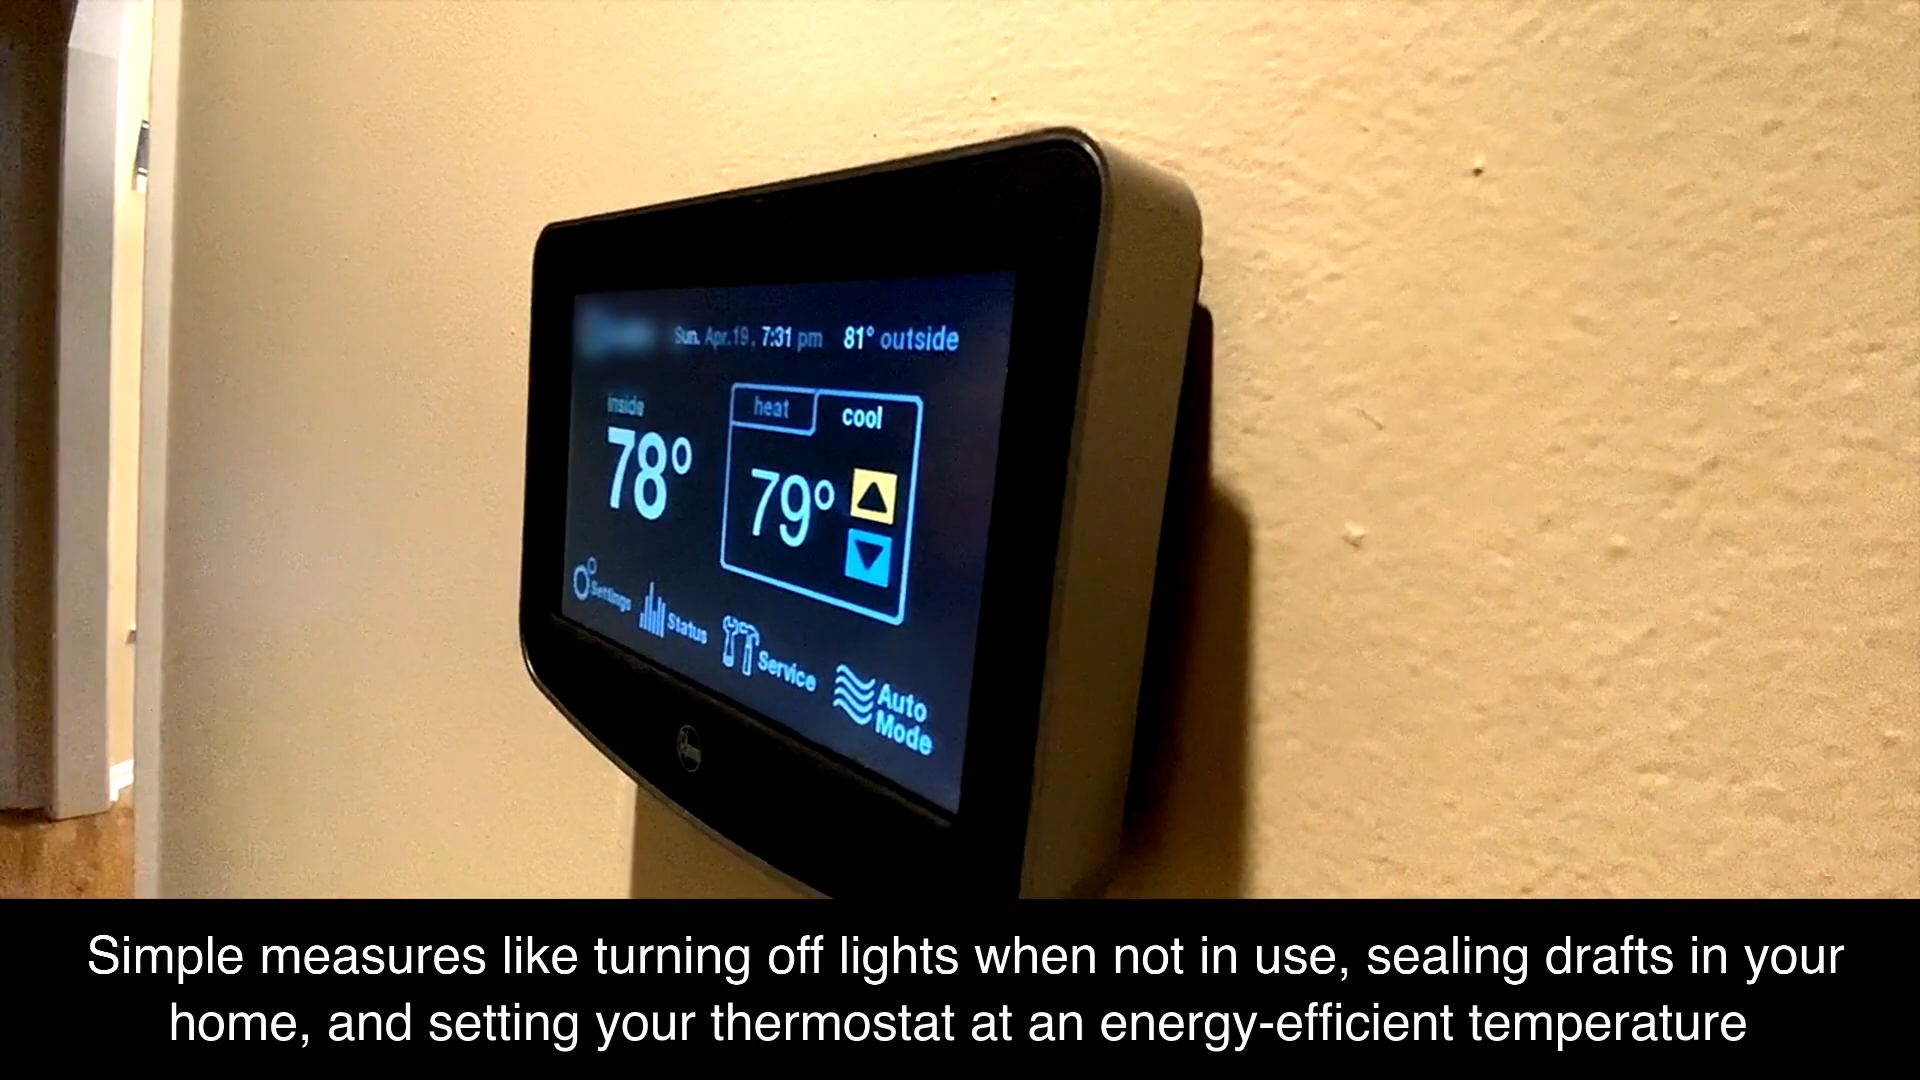 Sun. Apr.19, 7:31 pm 81° outside
inside
78°
heat
cool
79°
Settings
Status
Service
Auto
Mode
Simple measures like turning off lights when not in use, sealing drafts in your
home, and setting your thermostat at an energy-efficient temperature